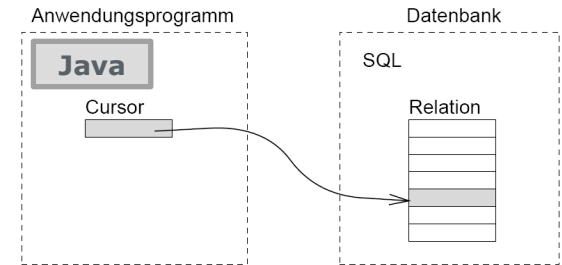 Anwendungsprogramm
Datenbank
Java
SQL
Cursor
Relation